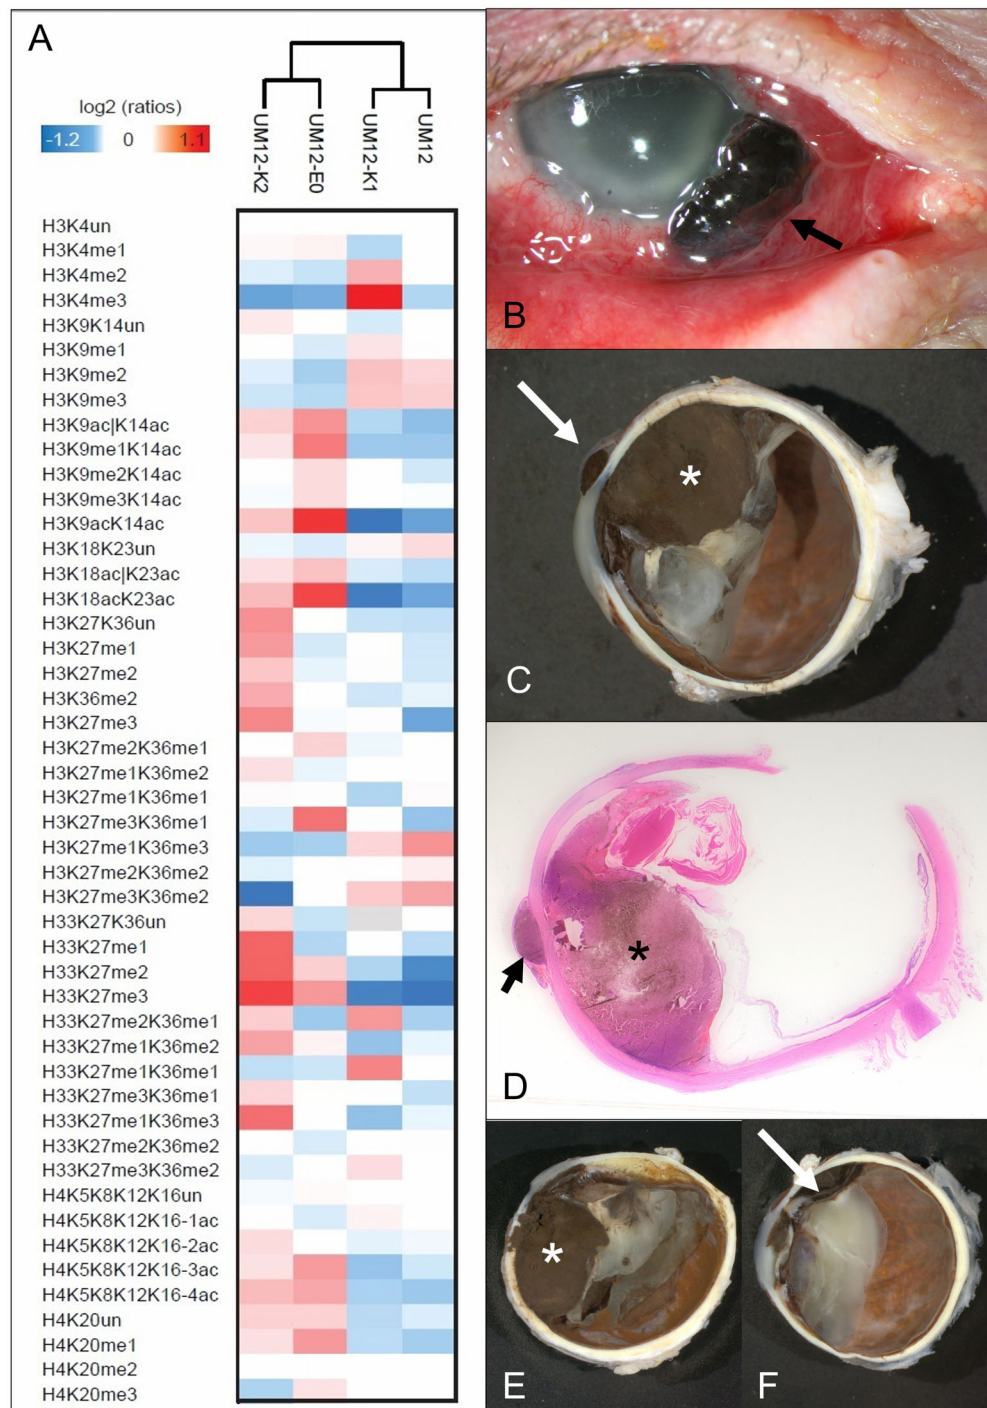 A
log2 (ratios)
-1.2 0 1.1
UM12-K2
UM12-E0
UM12-K1
UM12
H3K4un
H3K4me1
H3K4me2
H3K4me3
H3K9K14un
H3K9me1
H3K9me2
H3K9me3
H3K9ac|K14ac
H3K9me1K14ac
H3K9me2K14ac
H3K9me3K14ac
H3K9acK14ac
H3K18K23un
H3K18ac|K23ac
H3K18acK23ac
H3K27K36un
H3K27me1
H3K27me2
H3K36me2
H3K27me3
H3K27me2K36me1
H3K27me1K36me2
H3K27me1K36me1
H3K27me3K36me1
H3K27me1K36me3
H3K27me2K36me2
H3K27me3K36me2
H33K27K36un
H33K27me1
H33K27me2
H33K27me3
H33K27me2K36me1
H33K27me1K36me2
H33K27me1K36me1
H33K27me3K36me1
H33K27me1K36me3
H33K27me2K36me2
H33K27me3K36me2
H4K5K8K12K16un
H4K5K8K12K16-1ac
H4K5K8K12K16-2ac
H4K5K8K12K16-3ac
H4K5K8K12K16-4ac
H4K20un
H4K20me1
H4K20me2
H4K20me3
B
C
*
D
*
E
*
F